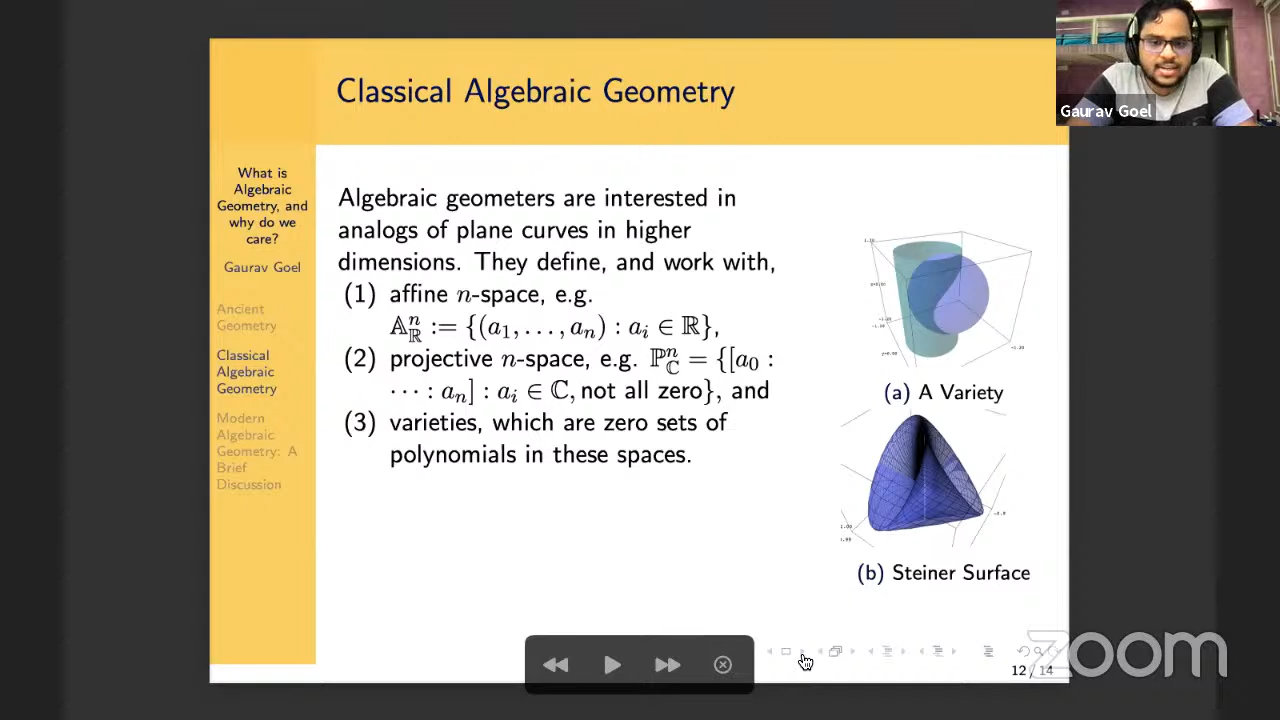 Classical Algebraic Geometry
Gaurav Goel
What is
Algebraic
Geometry, and
why do we
care?
Gaurav Goel
Ancient
Geometry
Classical
Algebraic
Geometry
Modern
Algebraic
Geometry: A
Brief
Discussion
Algebraic geometers are interested in
analogs of plane curves in higher
dimensions. They define, and work with,
(1) affine n-space, e.g.
𝔸ⁿ_ℝ := {(a₁, …, aₙ) : aᵢ ∈ ℝ},
(2) projective n-space, e.g. ℙⁿ_ℂ = {[a₀ :
⋯ : aₙ] : aᵢ ∈ ℂ, not all zero}, and
(3) varieties, which are zero sets of
polynomials in these spaces.
(a) A Variety
(b) Steiner Surface
12 / 14
zoom